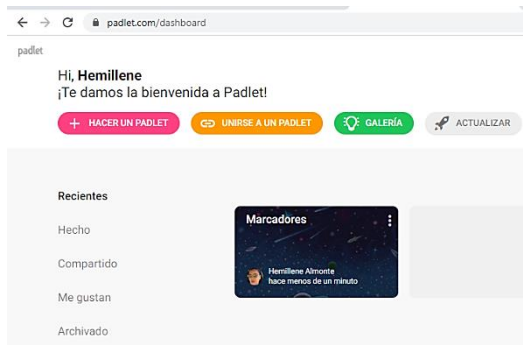 padlet.com/dashboard
padlet
Hi, Hemillene
¡Te damos la bienvenida a Padlet!
+ HACER UN PADLET
UNIRSE A UN PADLET
GALERÍA
ACTUALIZAR
Recientes
Hecho
Compartido
Me gustan
Archivado
Marcadores
Hemillene Almonte
hace menos de un minuto